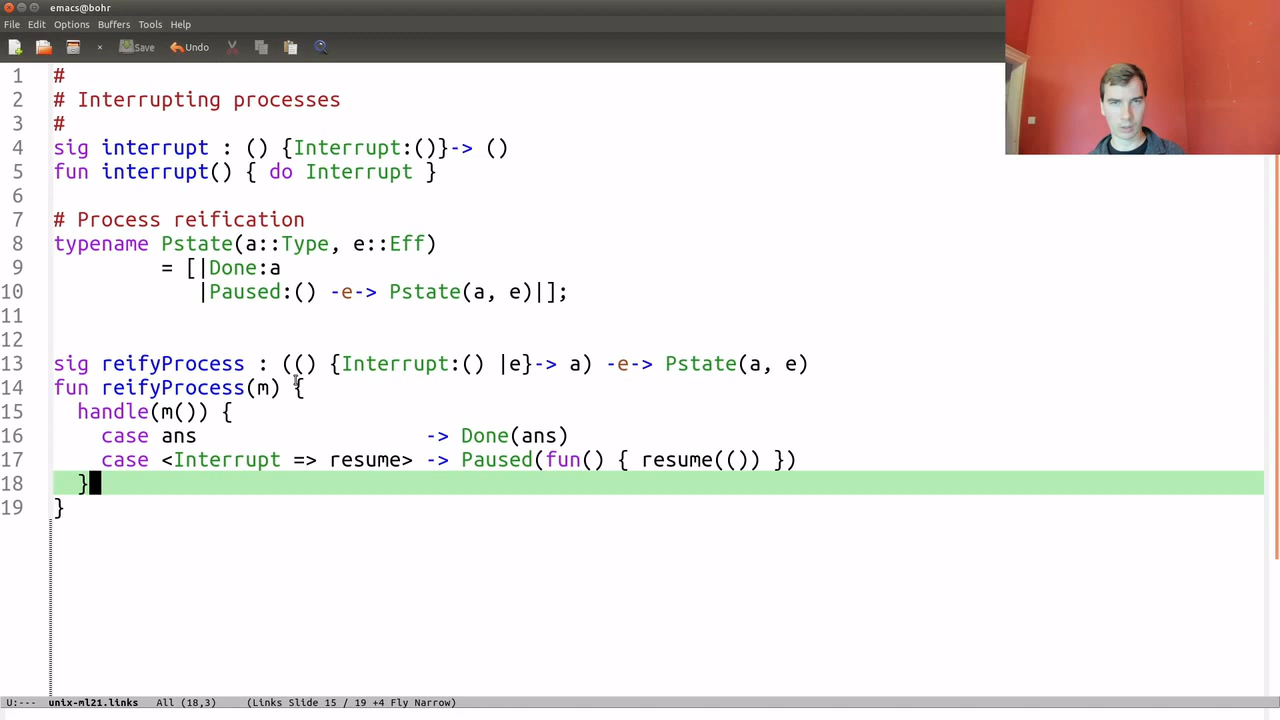 emacs@bohr
File Edit Options Buffers Tools Help
Save Undo
1 #
2 # Interrupting processes
3 #
4 sig interrupt : () {Interrupt:()}-> ()
5 fun interrupt() { do Interrupt }
6
7 # Process reification
8 typename Pstate(a::Type, e::Eff)
9 = [|Done:a
10 |Paused:() -e-> Pstate(a, e)|];
11
12
13 sig reifyProcess : (() {Interrupt:() |e}-> a) -e-> Pstate(a, e)
14 fun reifyProcess(m) {
15 handle(m()) {
16 case ans -> Done(ans)
17 case <Interrupt => resume> -> Paused(fun() { resume(()) })
18 }
19 }
U:--- unix-ml21.links All (18,3) (Links Slide 15 / 19 +4 Fly Narrow)